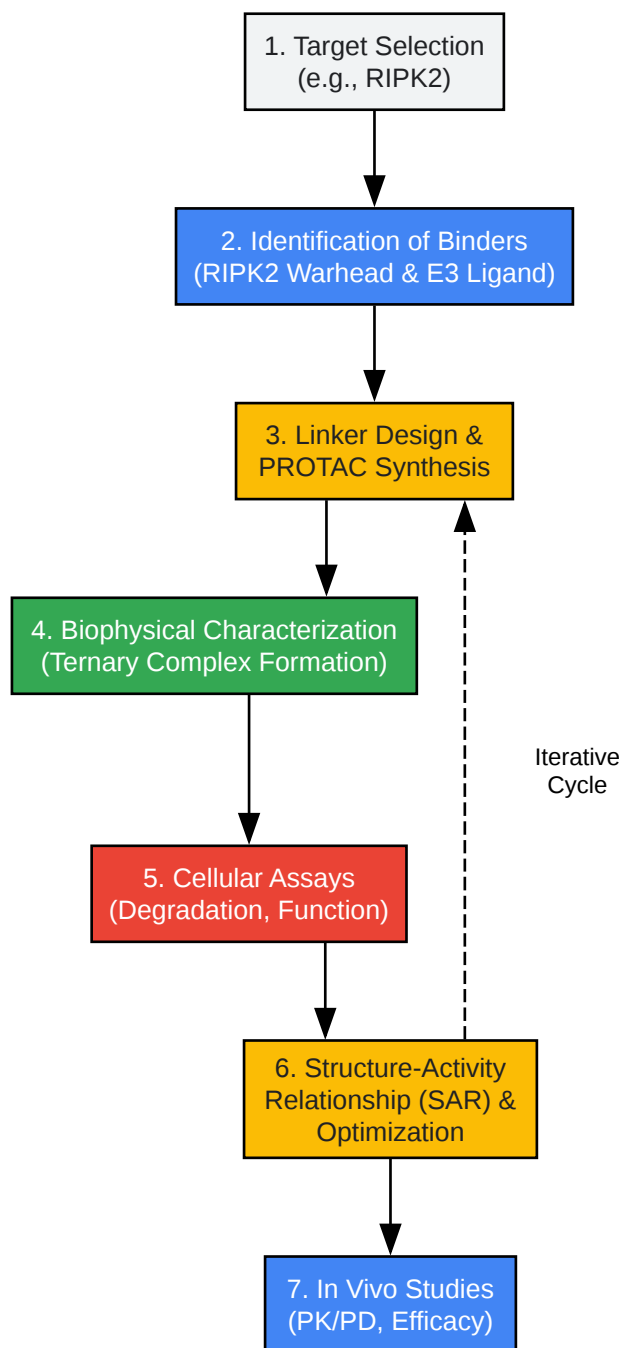 1. Target Selection
(e.g., RIPK2)
2. Identification of Binders
(RIPK2 Warhead & E3 Ligand)
3. Linker Design &
PROTAC Synthesis
4. Biophysical Characterization
(Ternary Complex Formation)
Iterative
Cycle
5. Cellular Assays
(Degradation, Function)
6. Structure-Activity
Relationship (SAR) &
Optimization
7. In Vivo Studies
(PK/PD, Efficacy)